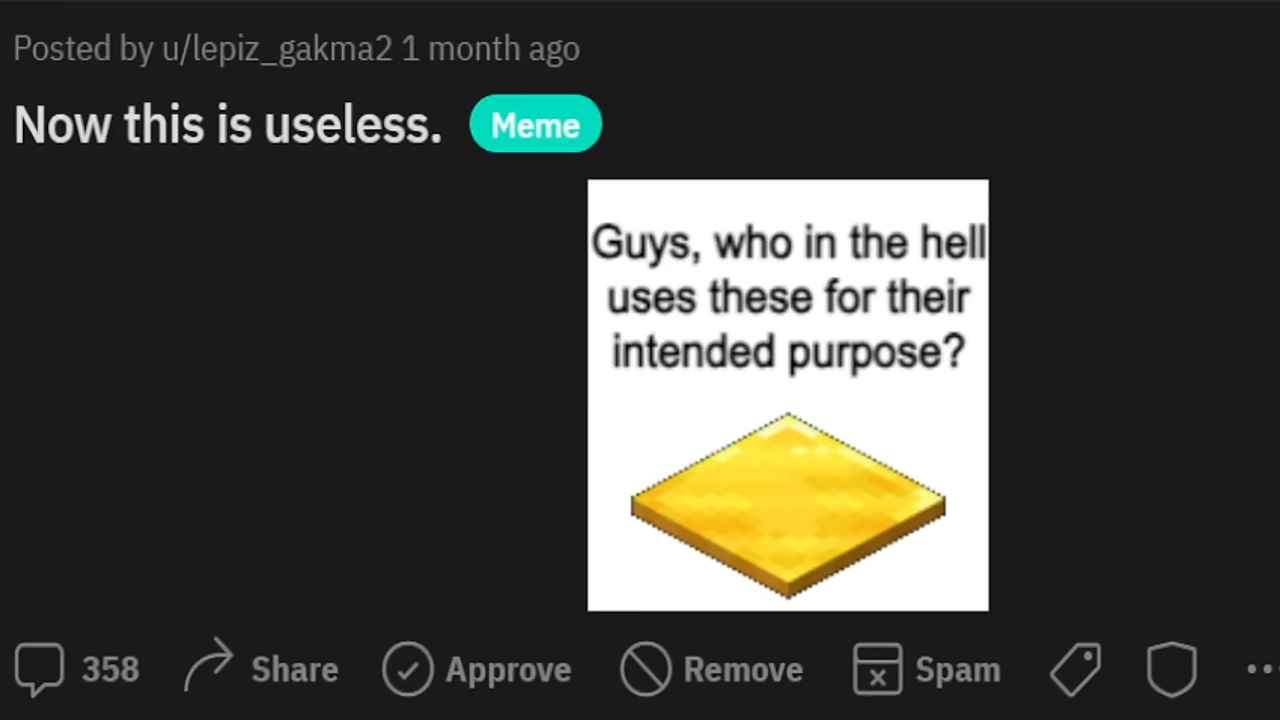 Posted by u/lepiz_gakma2 1 month ago
Now this is useless. Meme
Guys, who in the hell
uses these for their
intended purpose?
358 Share Approve Remove Spam